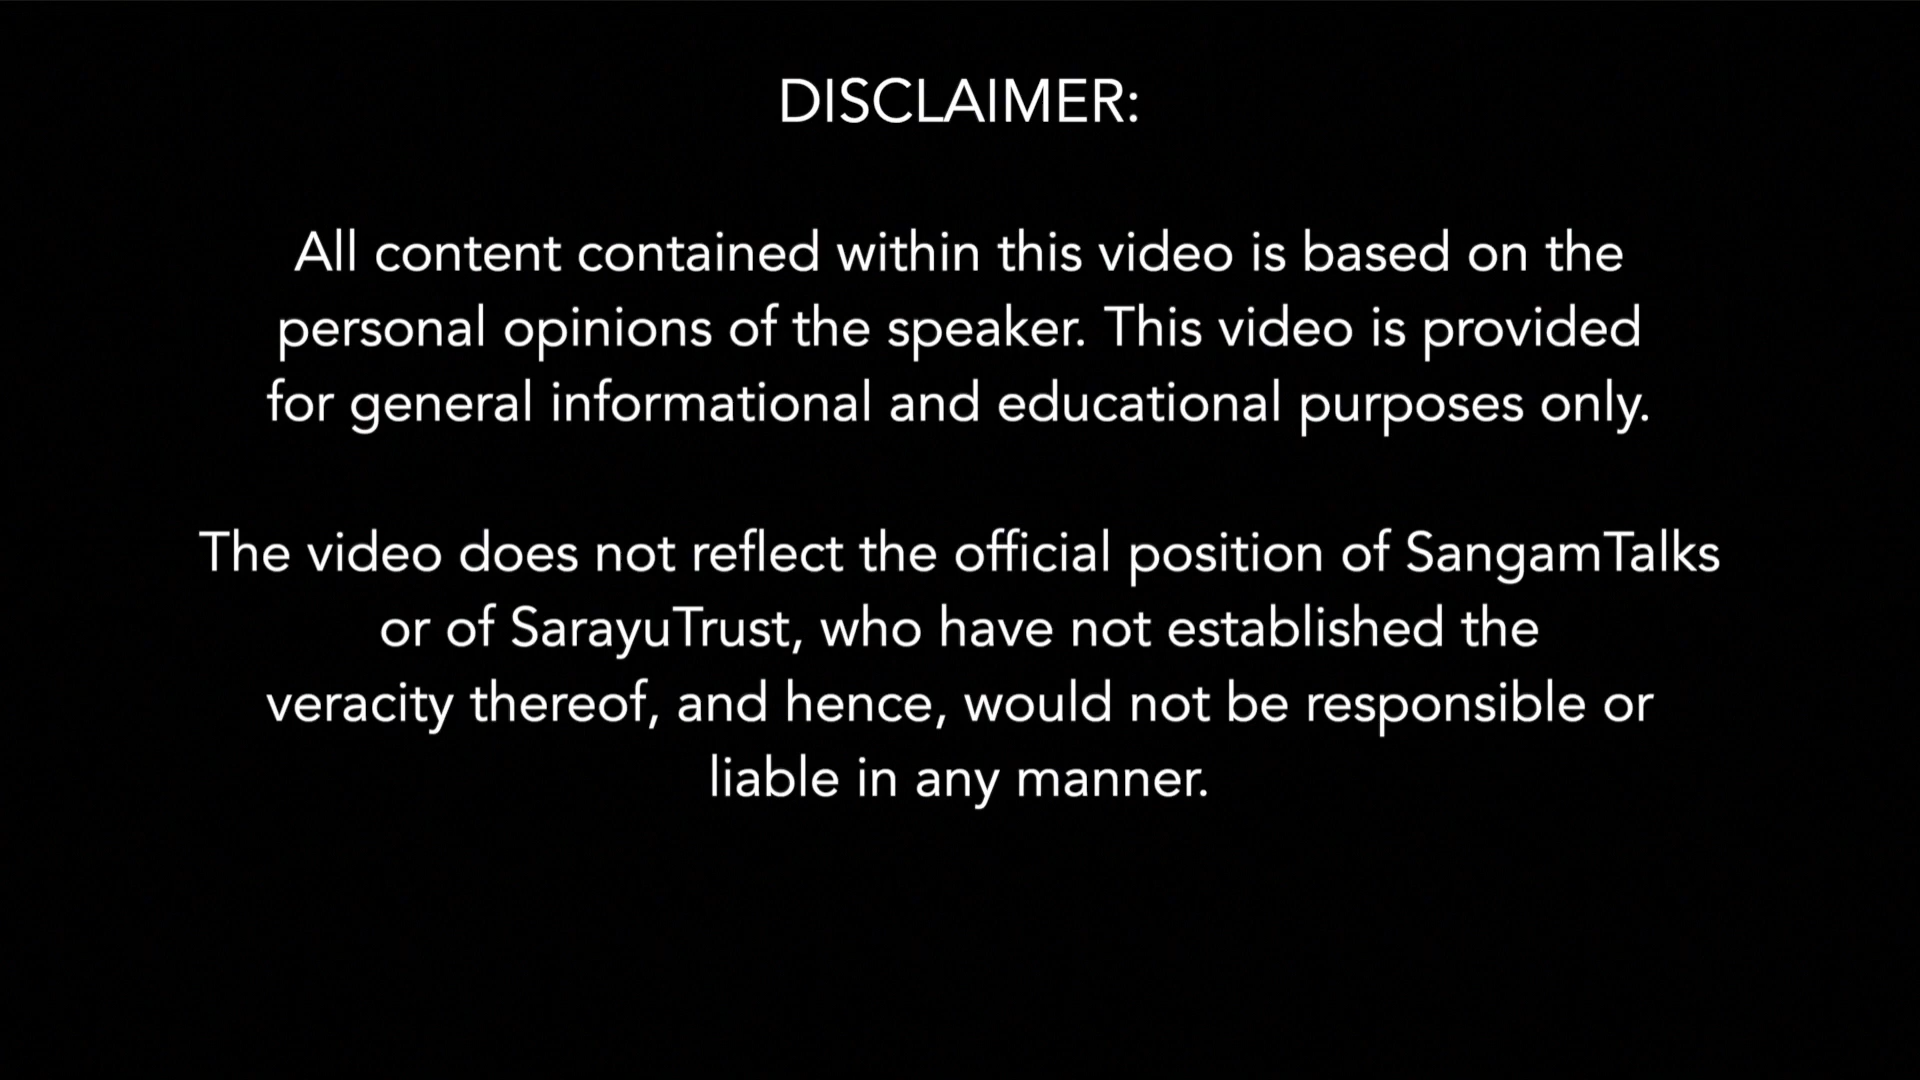 DISCLAIMER:
All content contained within this video is based on the
personal opinions of the speaker. This video is provided
for general informational and educational purposes only.
The video does not reflect the official position of SangamTalks
or of SarayuTrust, who have not established the
veracity thereof, and hence, would not be responsible or
liable in any manner.